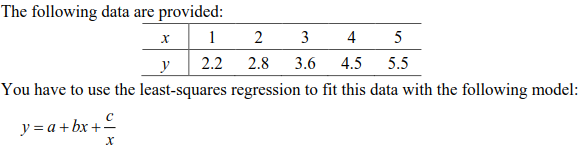 The following data are provided:
x 1 2 3 4 5
y 2.2 2.8 3.6 4.5 5.5
You have to use the least-squares regression to fit this data with the following model:
y = a + bx + c/x